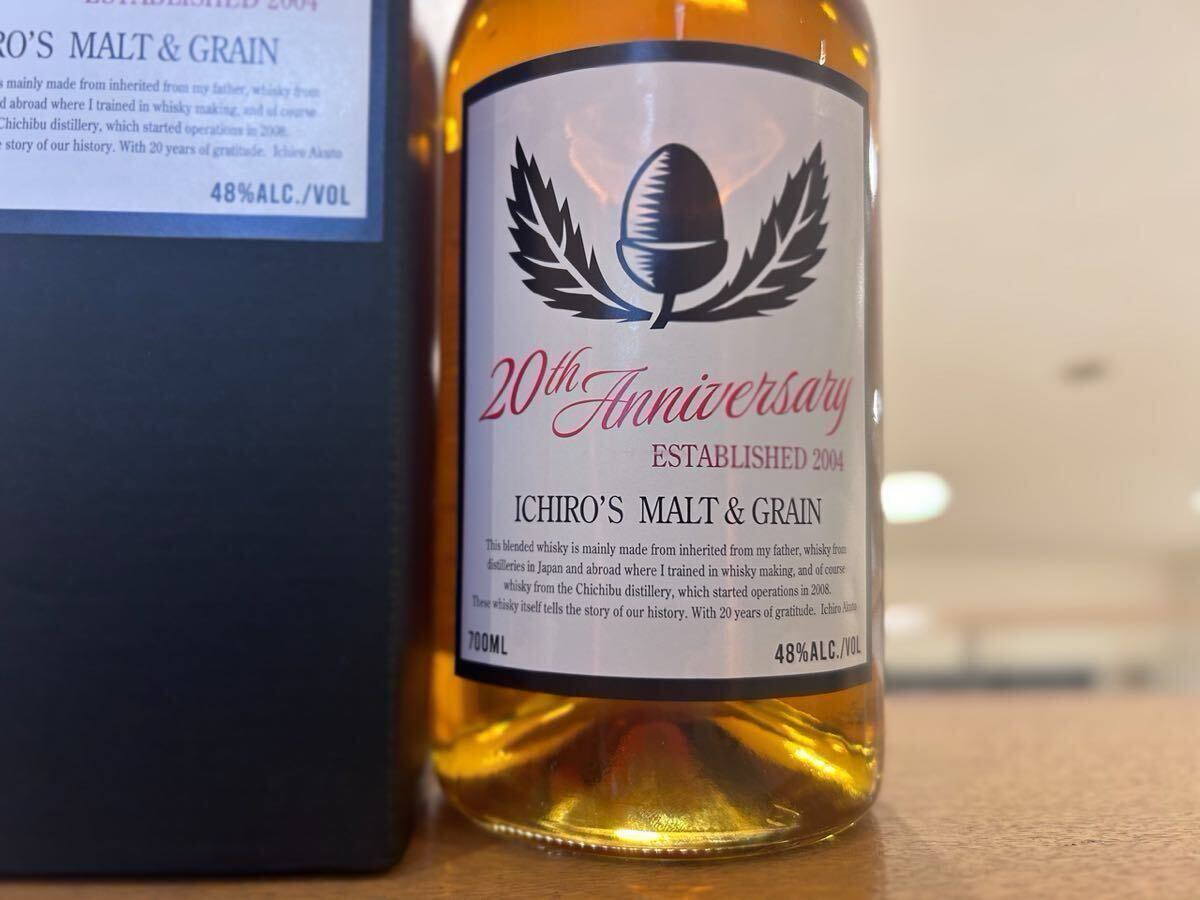 ESTABLISHED 2004
RO'S MALT & GRAIN
s mainly made from inherited from my father, whisky from
d abroad where I trained in whisky making, and of course
Chichibu distillery, which started operations in 2008.
e story of our history. With 20 years of gratitude. Ichiro Akuto
48%ALC./VOL
20th Anniversary
ESTABLISHED 2004
ICHIRO'S MALT & GRAIN
This blended whisky is mainly made from inherited from my father, whisky from
distilleries in Japan and abroad where I trained in whisky making, and of course
whisky from the Chichibu distillery, which started operations in 2008.
These whisky itself tells the story of our history. With 20 years of gratitude. Ichiro Akuto
700ML
48%ALC./VOL